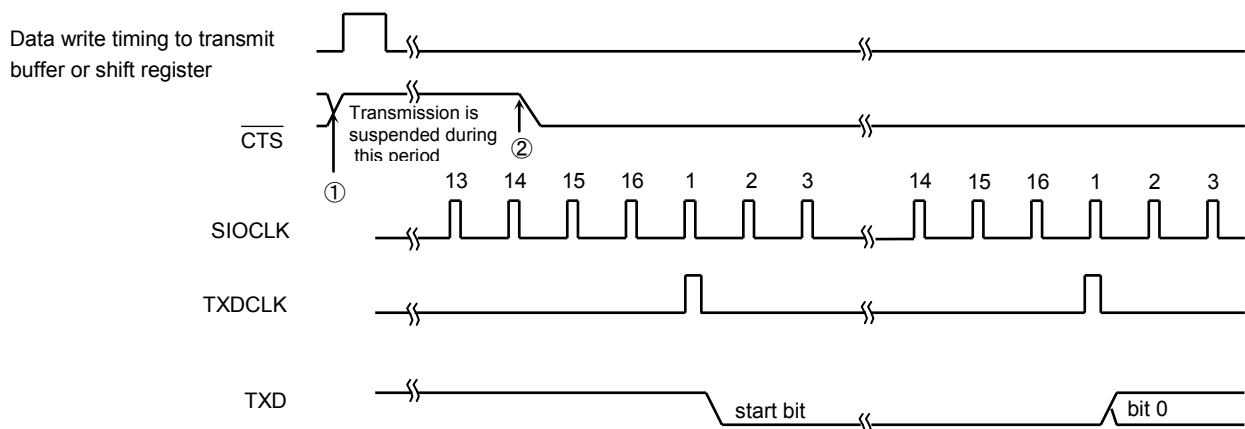 Data write timing to transmit
buffer or shift register
CTS
Transmission is
suspended during
this period
①
②
13 14 15 16 1 2 3 14 15 16 1 2 3
SIOCLK
TXDCLK
TXD
start bit
bit 0